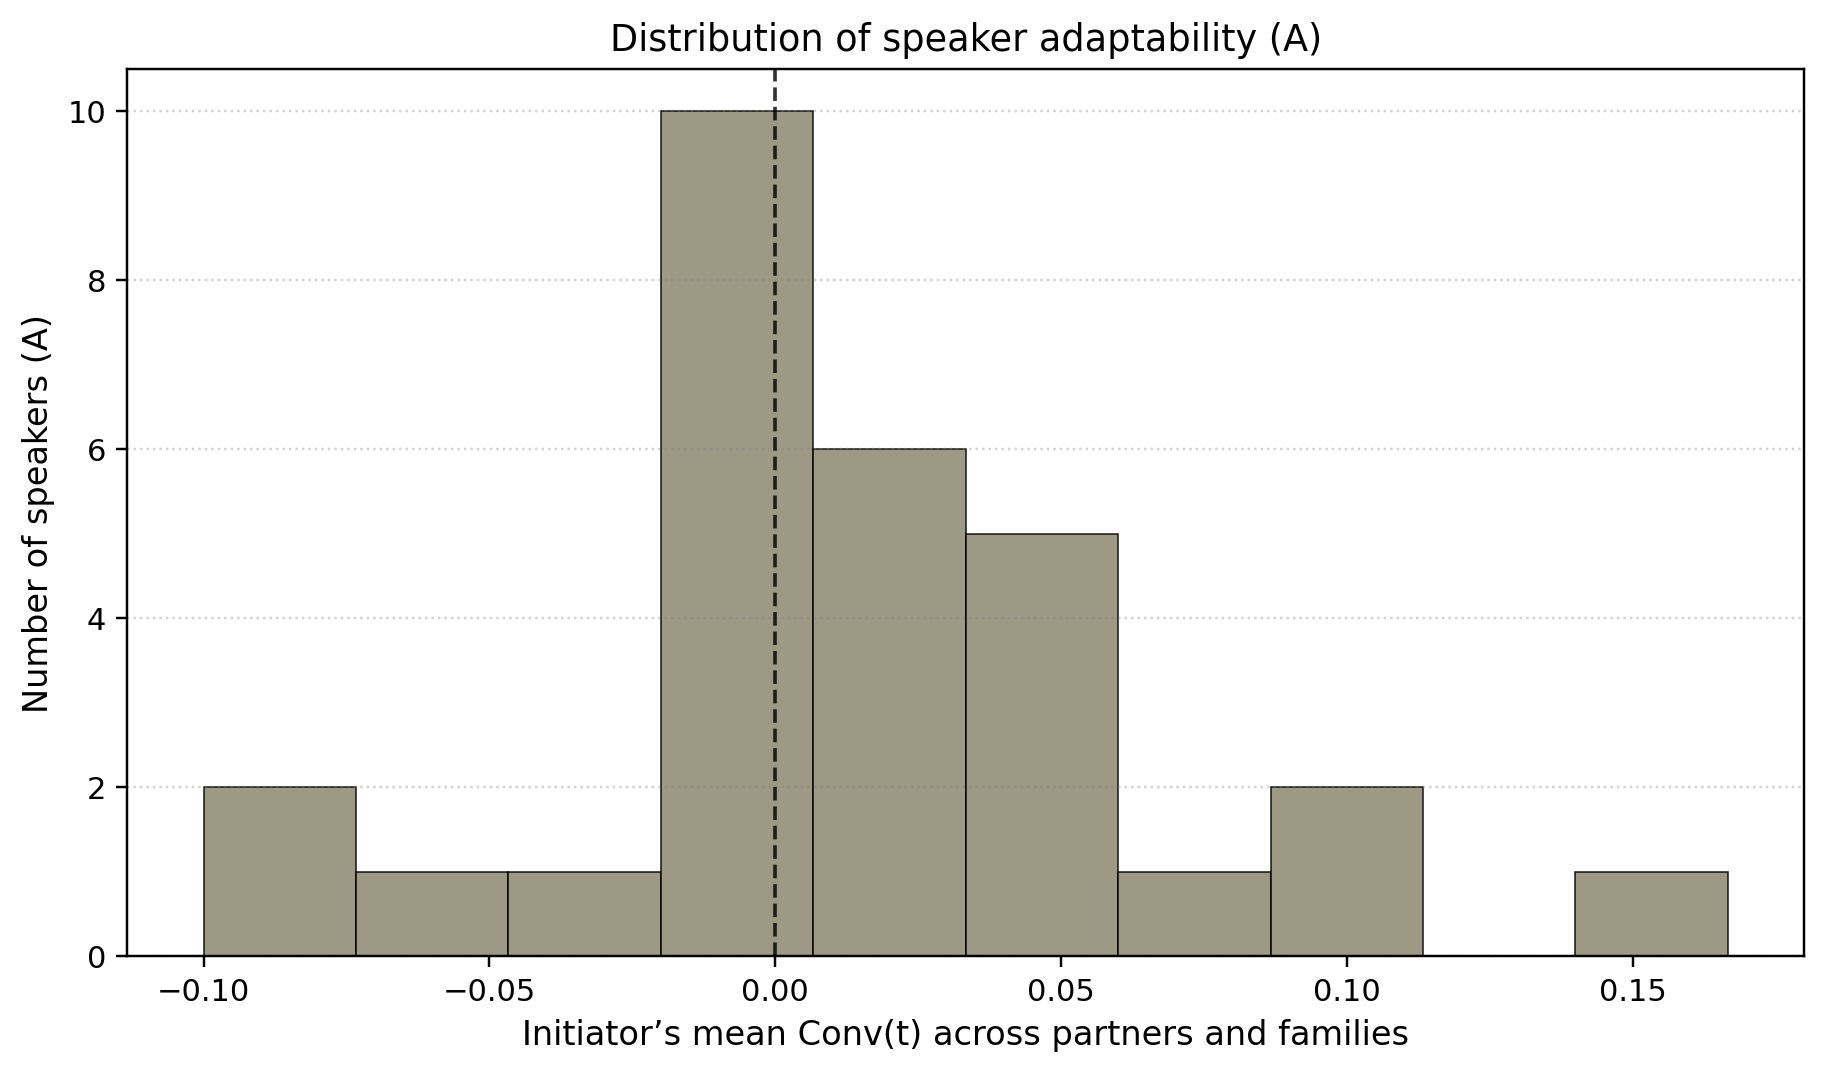 Distribution of speaker adaptability (A)
Number of speakers (A)
10
8
6
4
2
0
−0.10 −0.05 0.00 0.05 0.10 0.15
Initiator’s mean Conv(t) across partners and families